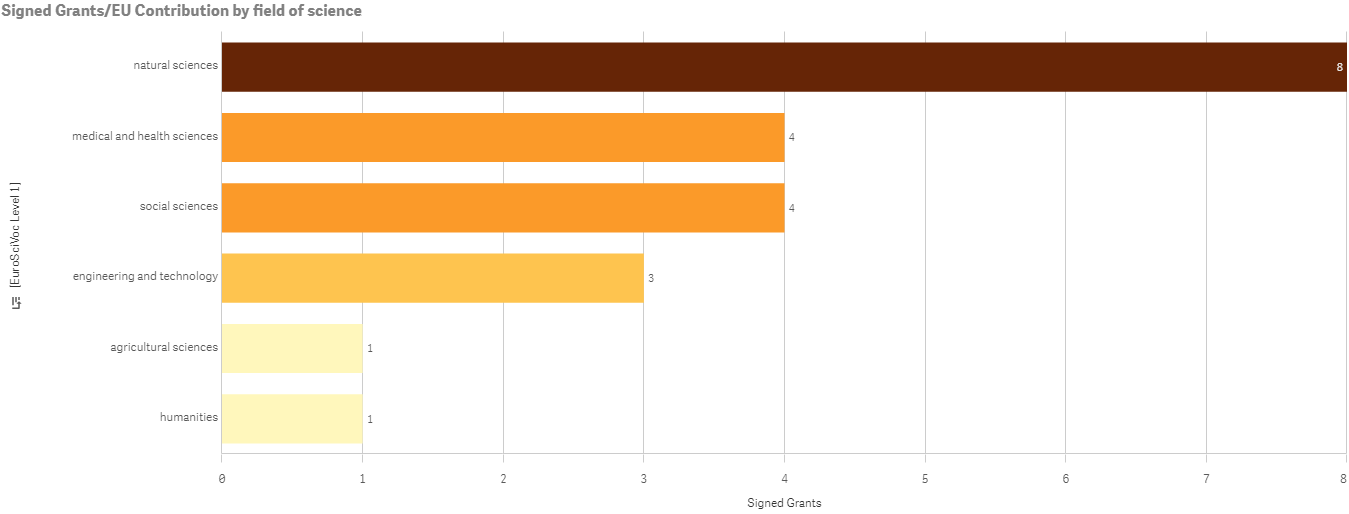 Signed Grants/EU Contribution by field of science
natural sciences
8
medical and health sciences
4
social sciences
4
engineering and technology
3
agricultural sciences
1
humanities
1
[EuroSciVoc Level 1]
0 1 2 3 4 5 6 7 8
Signed Grants